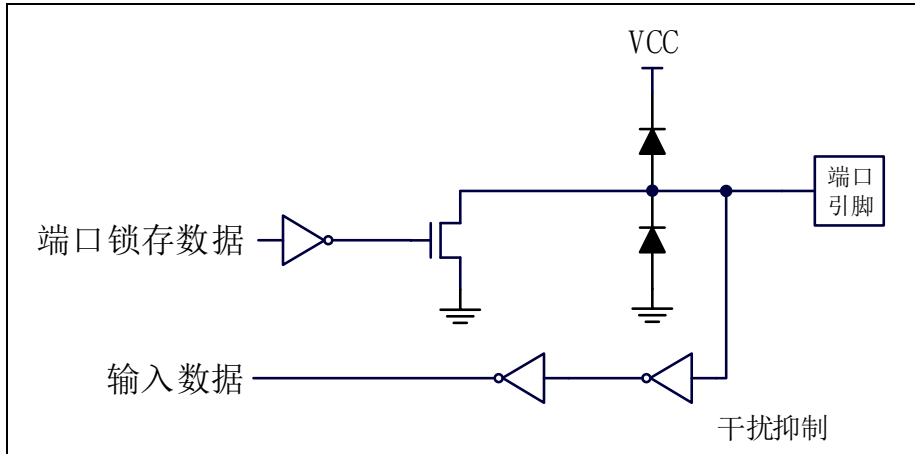 VCC
端口
引脚
端口锁存数据
输入数据
干扰抑制